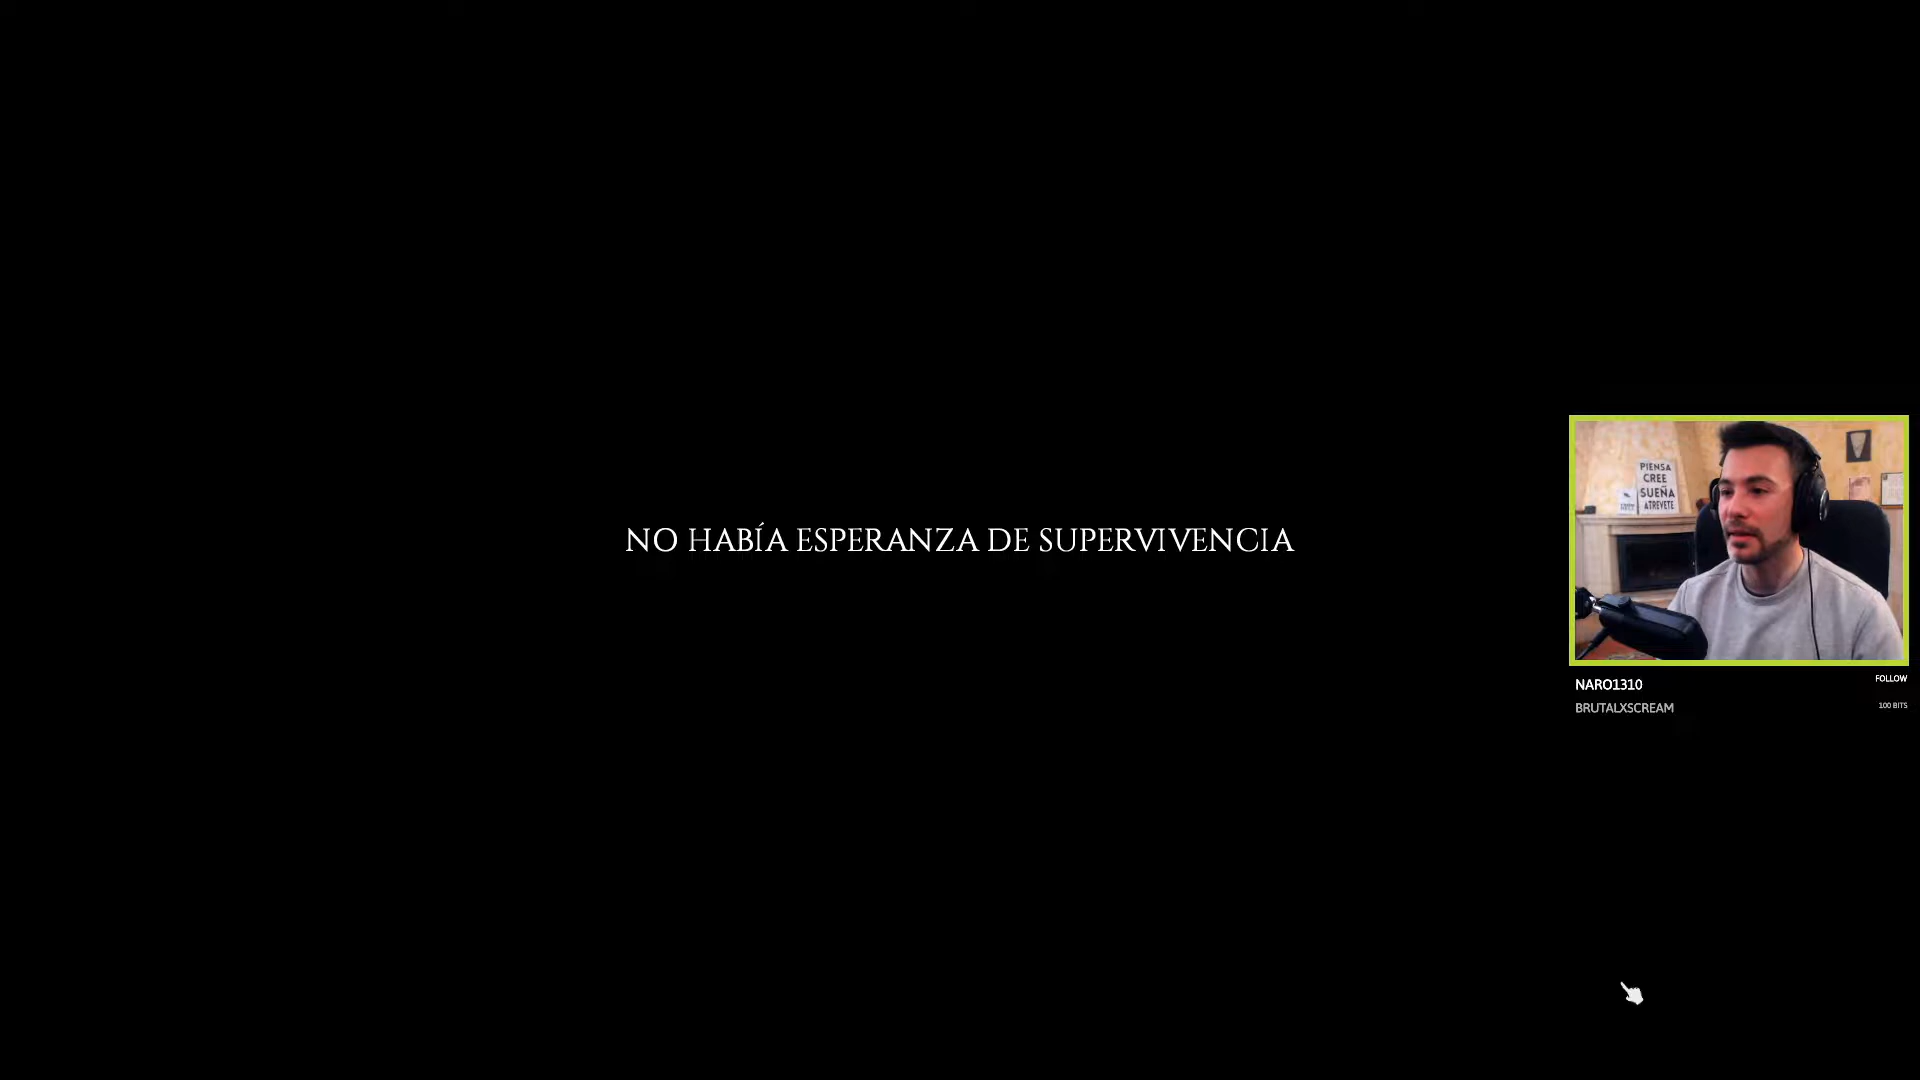 NO HABÍA ESPERANZA DE SUPERVIVENCIA
PIENSA
CREE
SUEÑA
ATREVETE
NARO1310
FOLLOW
BRUTALXSCREAM
100 BITS